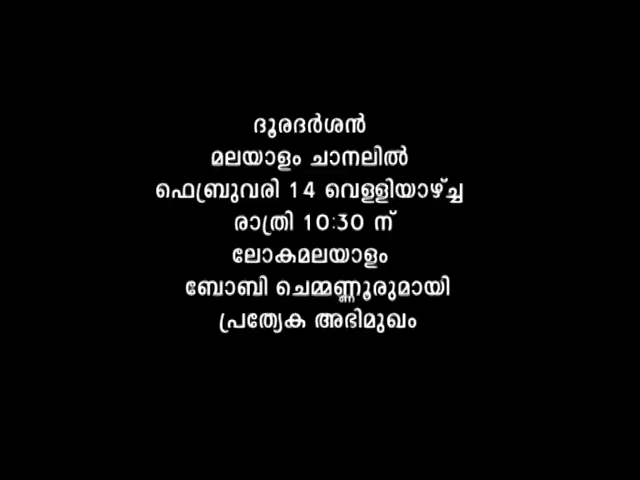 ദൂരദർശൻ
മലയാളം ചാനലിൽ
ഫെബ്രുവരി 14 വെള്ളിയാഴ്ച്ച
രാത്രി 10:30 ന്
ലോകമലയാളം
ബോബി ചെമ്മണ്ണൂരുമായി
പ്രത്യേക അഭിമുഖം